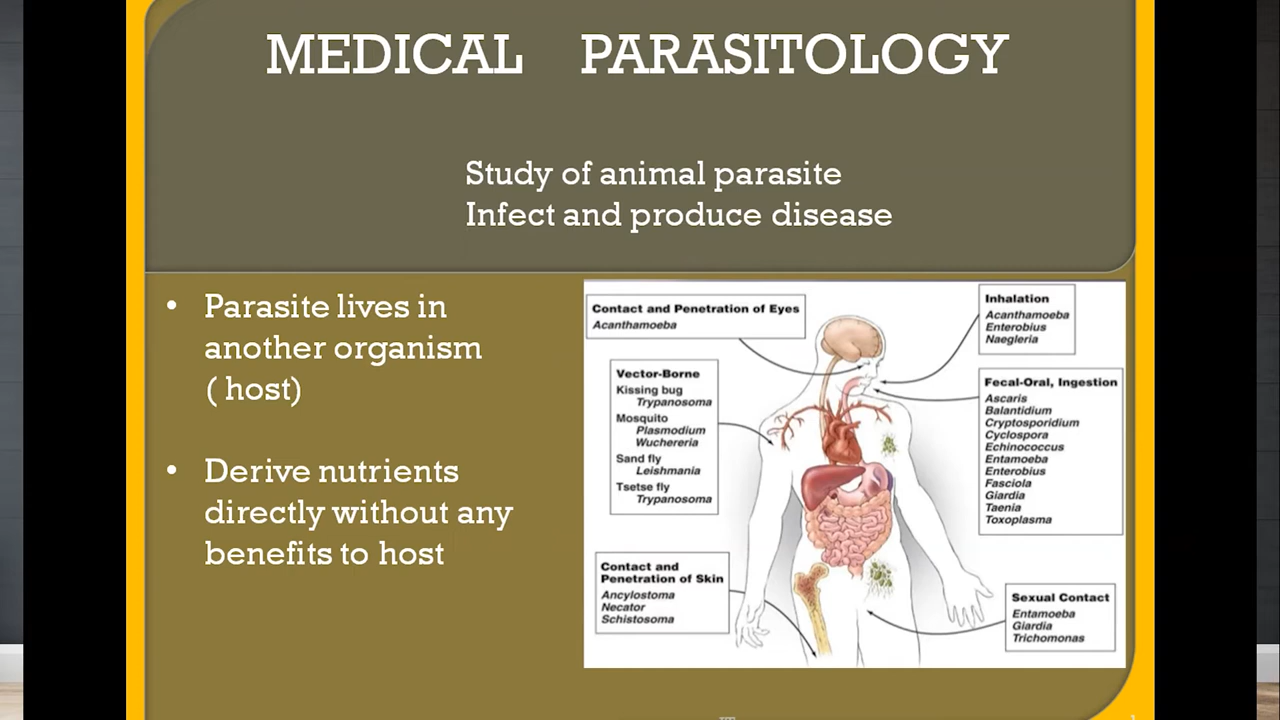 MEDICAL PARASITOLOGY
Study of animal parasite
Infect and produce disease
• Parasite lives in
another organism
( host)
• Derive nutrients
directly without any
benefits to host
Contact and Penetration of Eyes
Acanthamoeba
Vector-Borne
Kissing bug
Trypanosoma
Mosquito
Plasmodium
Wuchereria
Sand fly
Leishmania
Tsetse fly
Trypanosoma
Contact and
Penetration of Skin
Ancylostoma
Necator
Schistosoma
Inhalation
Acanthamoeba
Enterobius
Naegleria
Fecal-Oral, Ingestion
Ascaris
Balantidium
Cryptosporidium
Cyclospora
Echinococcus
Entamoeba
Enterobius
Fasciola
Giardia
Taenia
Toxoplasma
Sexual Contact
Entamoeba
Giardia
Trichomonas